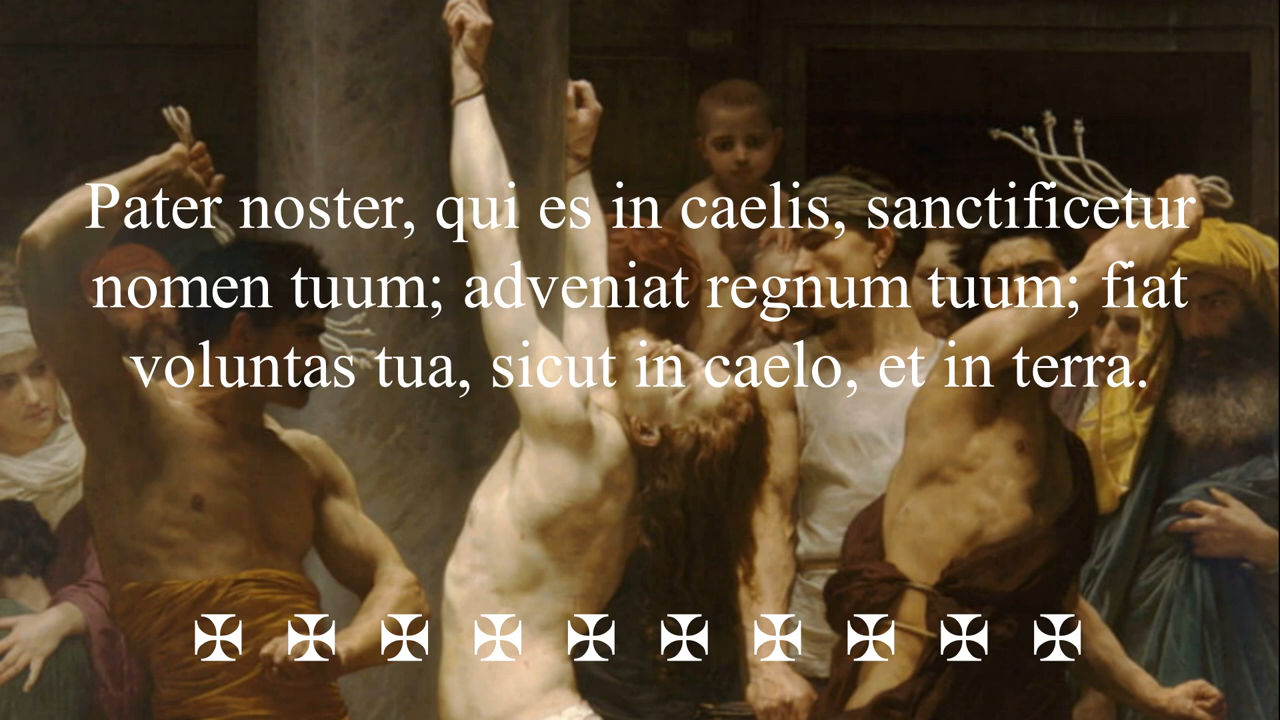 Pater noster, qui es in caelis, sanctificetur
nomen tuum; adveniat regnum tuum; fiat
voluntas tua, sicut in caelo, et in terra.
✠ ✠ ✠ ✠ ✠ ✠ ✠ ✠ ✠ ✠